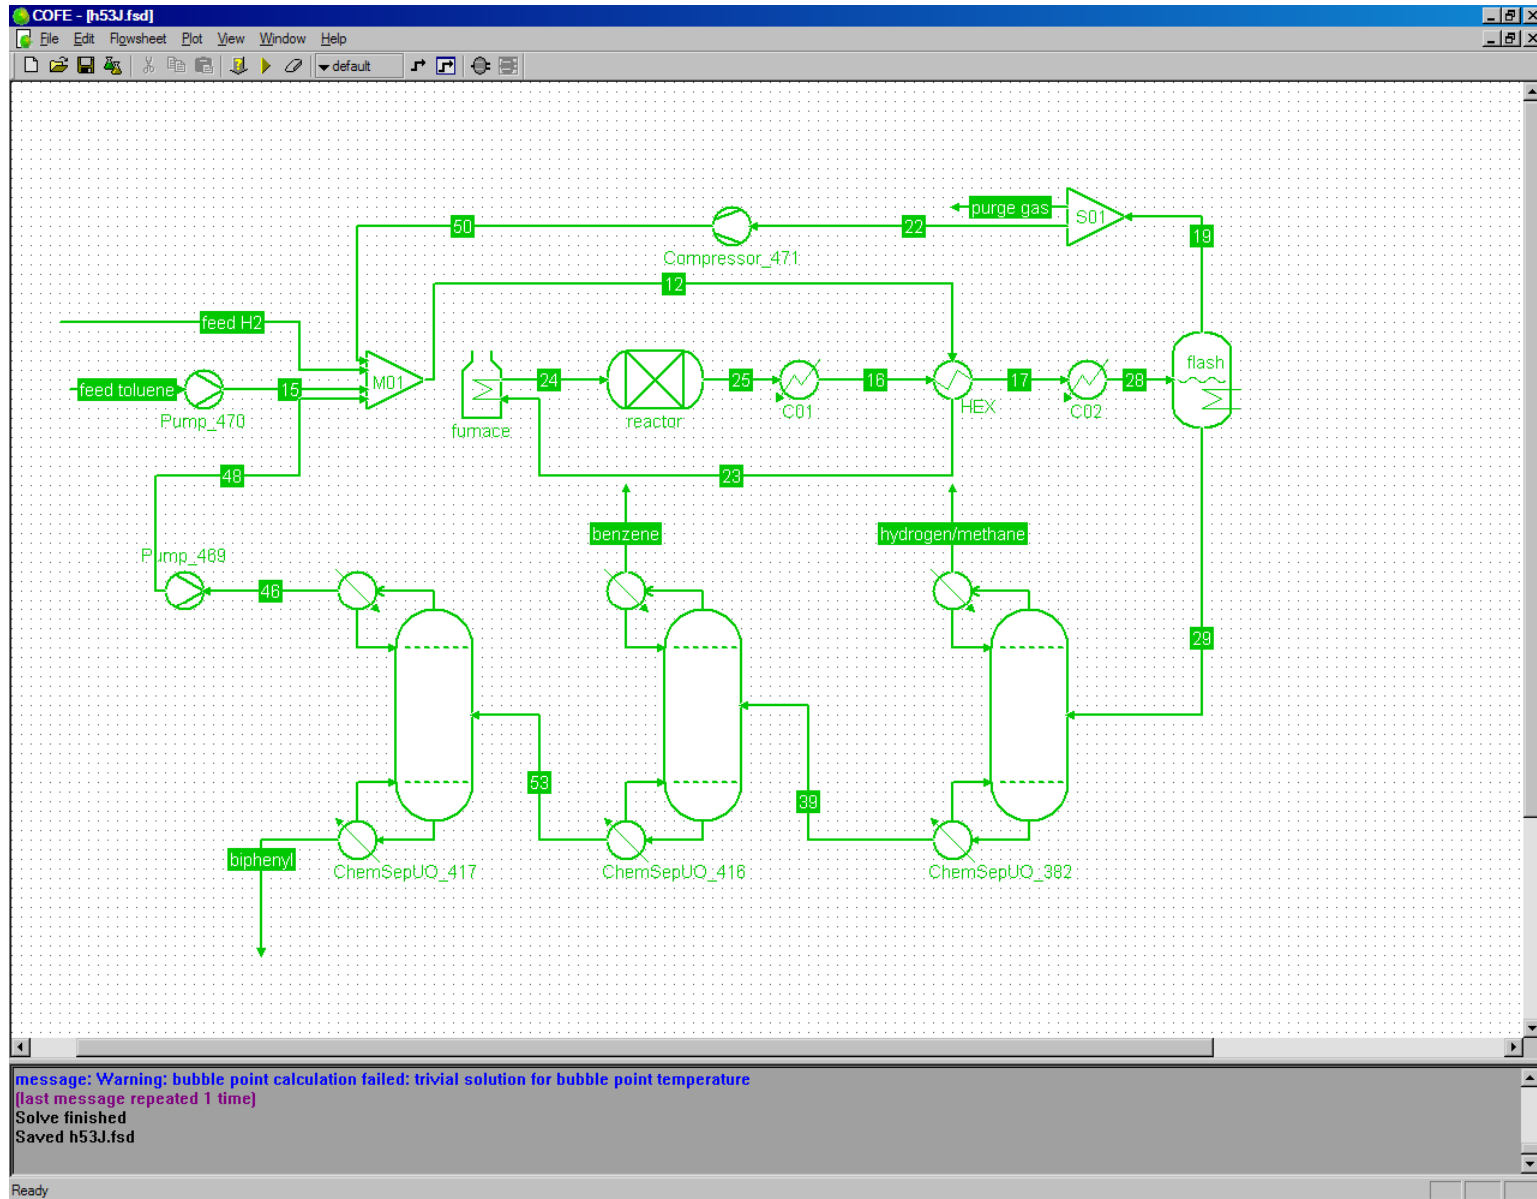 COFE - [h53J.fsd]
File Edit Flowsheet Plot View Window Help
default
purge gas
S01
50
22
19
Compressor_471
12
feed H2
flash
M01
24
25
16
17
28
feed toluene
15
C01
HEX
C02
Pump_470
furnace
reactor
48
23
benzene
hydrogen/methane
Pump_469
46
29
53
39
biphenyl
ChemSepUO_417
ChemSepUO_416
ChemSepUO_382
message: Warning: bubble point calculation failed: trivial solution for bubble point temperature
(last message repeated 1 time)
Solve finished
Saved h53J.fsd
Ready